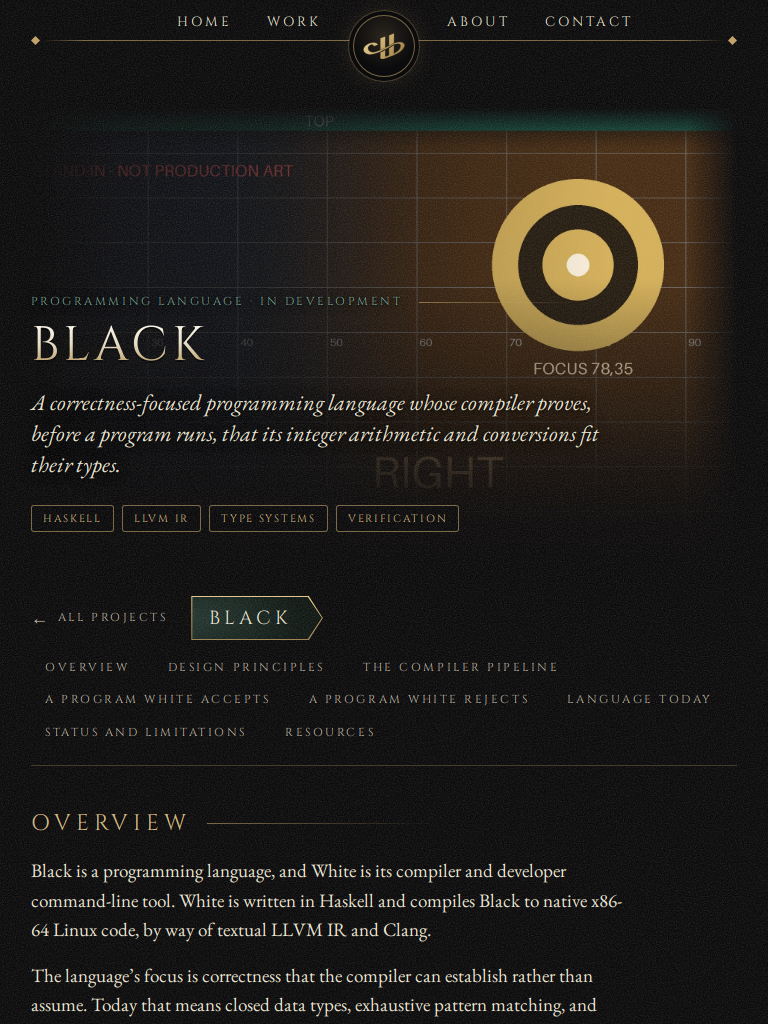 HOME WORK ABOUT CONTACT
TOP
AND-IN - NOT PRODUCTION ART
PROGRAMMING LANGUAGE · IN DEVELOPMENT
BLACK
30 40 50 60 70 90
FOCUS 78,35
A correctness-focused programming language whose compiler proves,
before a program runs, that its integer arithmetic and conversions fit
their types.
RIGHT
HASKELL LLVM IR TYPE SYSTEMS VERIFICATION
← ALL PROJECTS BLACK
OVERVIEW DESIGN PRINCIPLES THE COMPILER PIPELINE
A PROGRAM WHITE ACCEPTS A PROGRAM WHITE REJECTS LANGUAGE TODAY
STATUS AND LIMITATIONS RESOURCES
OVERVIEW
Black is a programming language, and White is its compiler and developer
command-line tool. White is written in Haskell and compiles Black to native x86-
64 Linux code, by way of textual LLVM IR and Clang.
The language’s focus is correctness that the compiler can establish rather than
assume. Today that means closed data types, exhaustive pattern matching, and